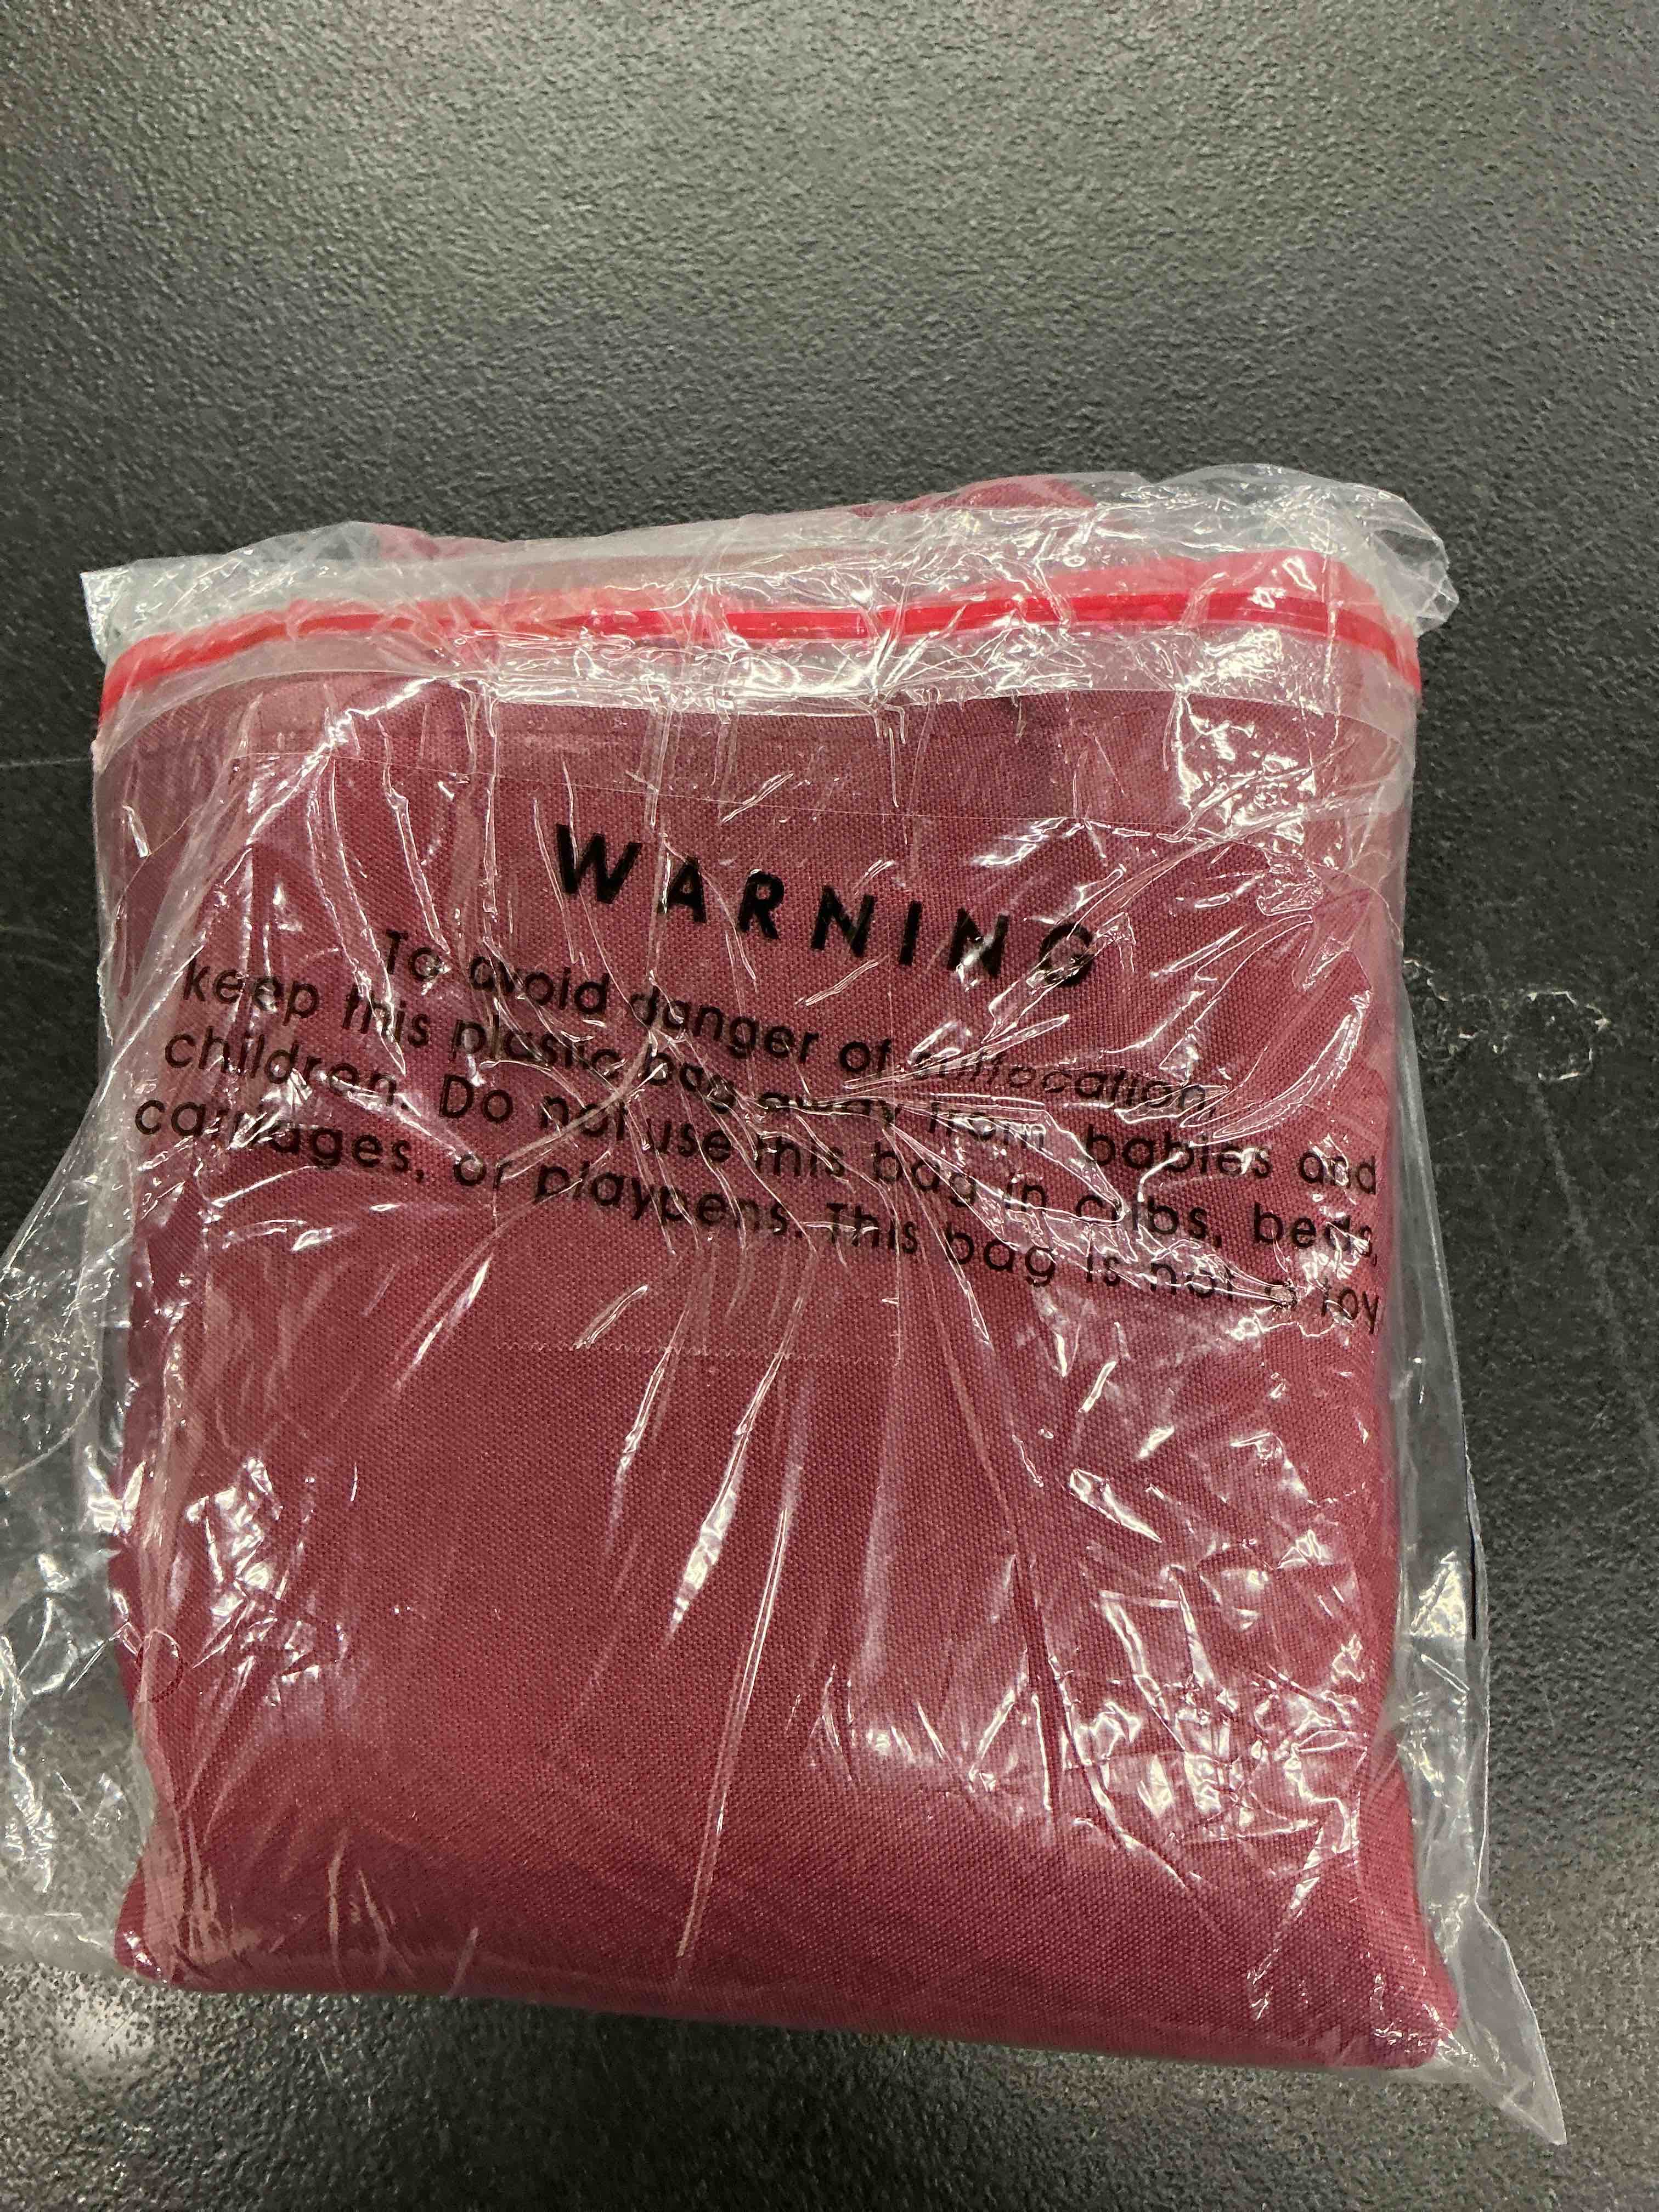 WARNING
To avoid danger of suffocation,
keep this plastic bag away from babies and
children. Do not use this bag in cribs, beds,
carriages, or playpens. This bag is not a toy